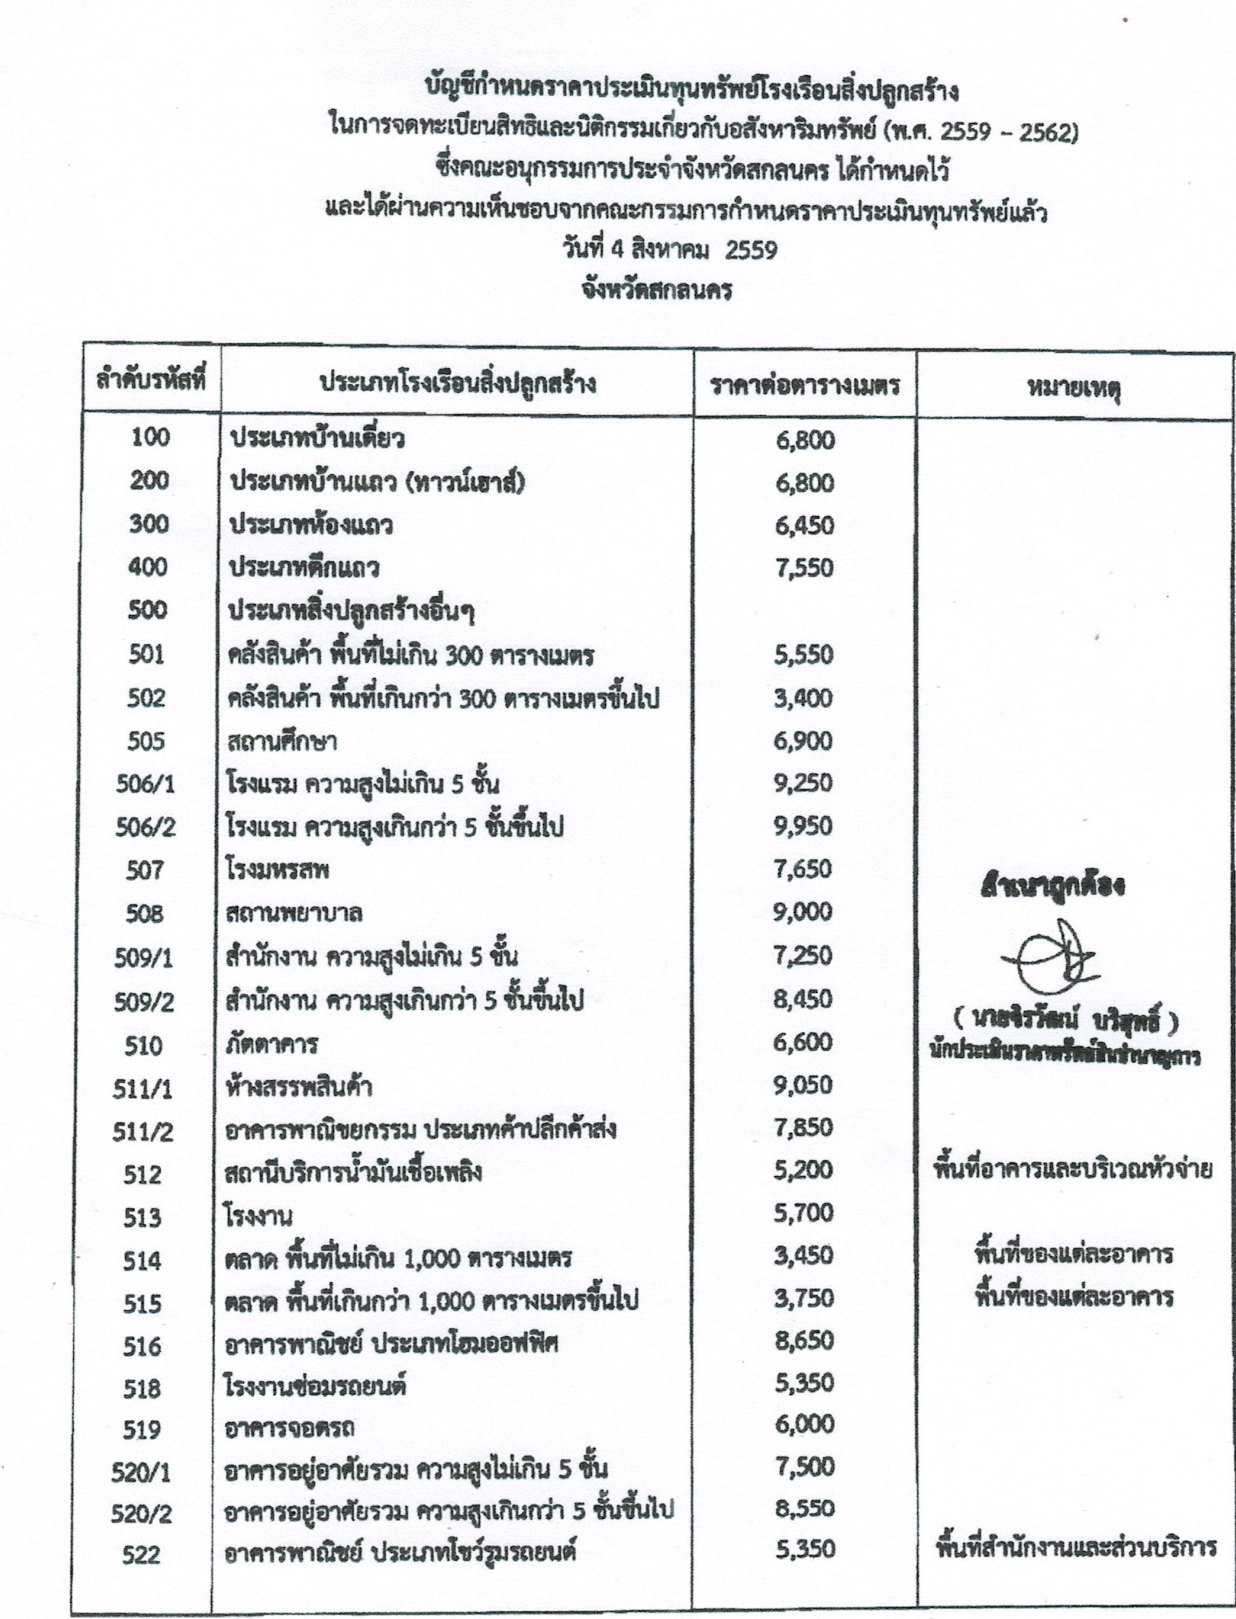 บัญชีกำหนดราคาประเมินทุนทรัพย์โรงเรือนสิ่งปลูกสร้าง
ในการจดทะเบียนสิทธิและนิติกรรมเกี่ยวกับอสังหาริมทรัพย์ (พ.ศ. 2559 - 2562)
ซึ่งคณะอนุกรรมการประจำจังหวัดสกลนคร ได้กำหนดไว้
และได้ผ่านความเห็นชอบจากคณะกรรมการกำหนดราคาประเมินทุนทรัพย์แล้ว
วันที่ 4 สิงหาคม 2559
จังหวัดสกลนคร
ลำดับรหัสที่ ประเภทโรงเรือนสิ่งปลูกสร้าง ราคาต่อตารางเมตร หมายเหตุ
100 ประเภทบ้านเดี่ยว 6,800
200 ประเภทบ้านแถว (ทาวน์เฮาส์) 6,800
300 ประเภทห้องแถว 6,450
400 ประเภทตึกแถว 7,550
500 ประเภทสิ่งปลูกสร้างอื่นๆ
501 คลังสินค้า พื้นที่ไม่เกิน 300 ตารางเมตร 5,550
502 คลังสินค้า พื้นที่เกินกว่า 300 ตารางเมตรขึ้นไป 3,400
505 สถานศึกษา 6,900
506/1 โรงแรม ความสูงไม่เกิน 5 ชั้น 9,250
506/2 โรงแรม ความสูงเกินกว่า 5 ชั้นขึ้นไป 9,950
507 โรงมหรสพ 7,650
สำเนาถูกต้อง
508 สถานพยาบาล 9,000
509/1 สำนักงาน ความสูงไม่เกิน 5 ชั้น 7,250
509/2 สำนักงาน ความสูงเกินกว่า 5 ชั้นขึ้นไป 8,450
( นายจิรวัฒน์ บริสุทธิ์ )
510 ภัตตาคาร 6,600 นักประเมินราคาทรัพย์สินชำนาญการ
511/1 ห้างสรรพสินค้า 9,050
511/2 อาคารพาณิชยกรรม ประเภทค้าปลีกค้าส่ง 7,850
512 สถานีบริการน้ำมันเชื้อเพลิง 5,200 พื้นที่อาคารและบริเวณหัวจ่าย
513 โรงงาน 5,700
514 ตลาด พื้นที่ไม่เกิน 1,000 ตารางเมตร 3,450 พื้นที่ของแต่ละอาคาร
515 ตลาด พื้นที่เกินกว่า 1,000 ตารางเมตรขึ้นไป 3,750 พื้นที่ของแต่ละอาคาร
516 อาคารพาณิชย์ ประเภทโฮมออฟฟิศ 8,650
518 โรงงานซ่อมรถยนต์ 5,350
519 อาคารจอดรถ 6,000
520/1 อาคารอยู่อาศัยรวม ความสูงไม่เกิน 5 ชั้น 7,500
520/2 อาคารอยู่อาศัยรวม ความสูงเกินกว่า 5 ชั้นขึ้นไป 8,550
522 อาคารพาณิชย์ ประเภทโชว์รูมรถยนต์ 5,350 พื้นที่สำนักงานและส่วนบริการ